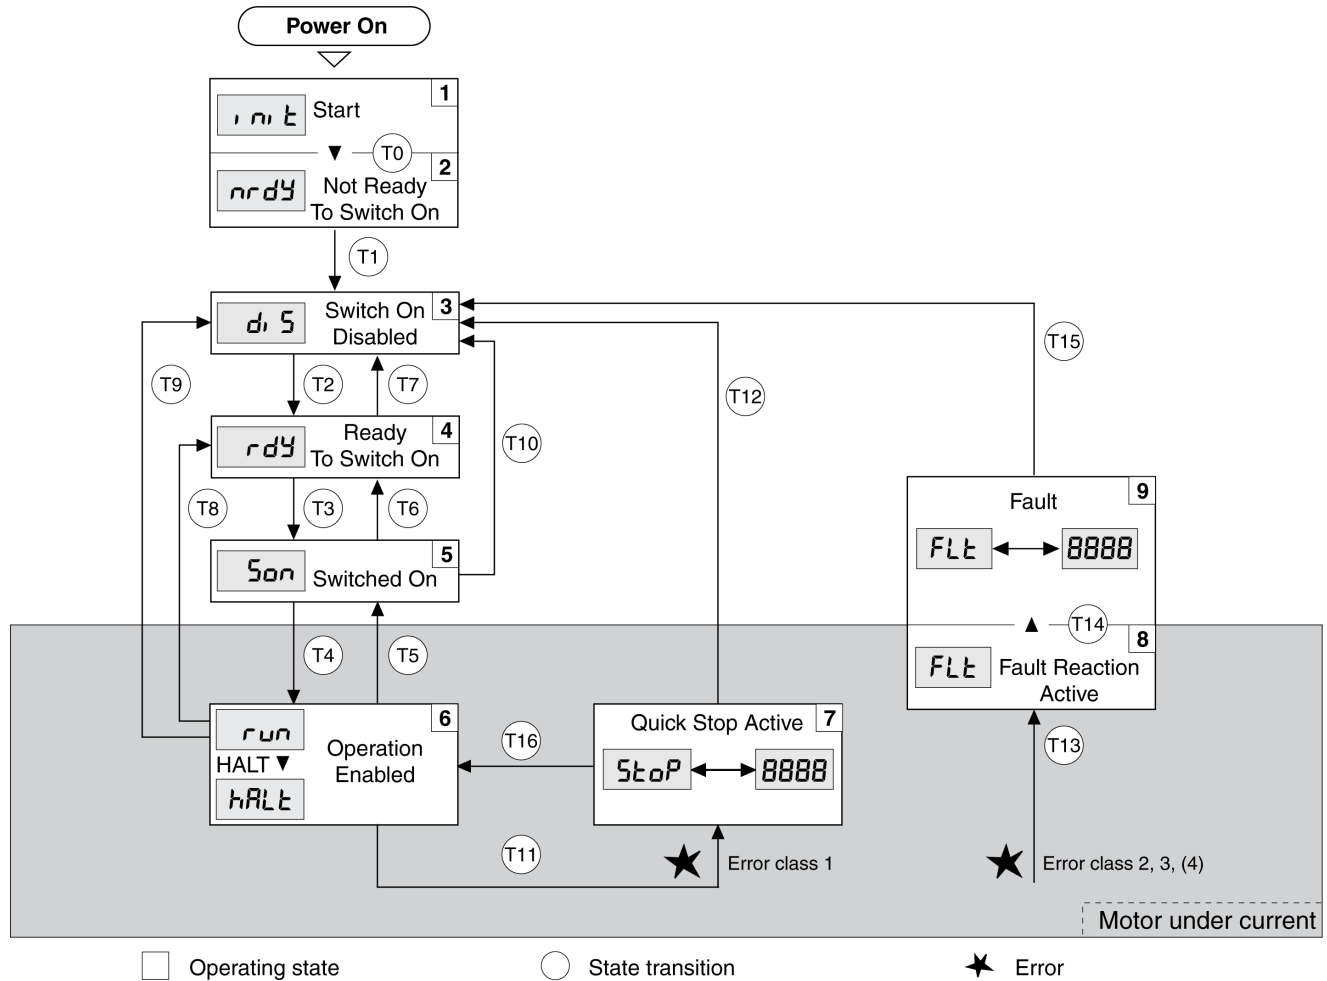 Power On
1
init
Start
T0
2
nrdY
Not Ready
To Switch On
T1
diS
Switch On
Disabled
3
T15
T9
T2
T7
T12
rdY
Ready
To Switch On
4
T10
T8
T3
T6
9
Fault
FLt
8888
Son
Switched On
5
T14
8
T4
T5
FLt
Fault Reaction
Active
run
HALT
hALt
Operation
Enabled
6
T16
Quick Stop Active
7
StoP
8888
T13
T11
Error class 1
Error class 2, 3, (4)
Motor under current
Operating state
State transition
Error